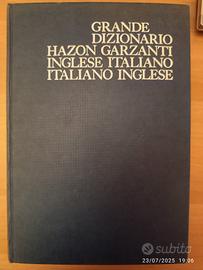 GRANDE
DIZIONARIO
HAZON GARZANTI
INGLESE ITALIANO
ITALIANO INGLESE
subito
23/07/2025 19:06